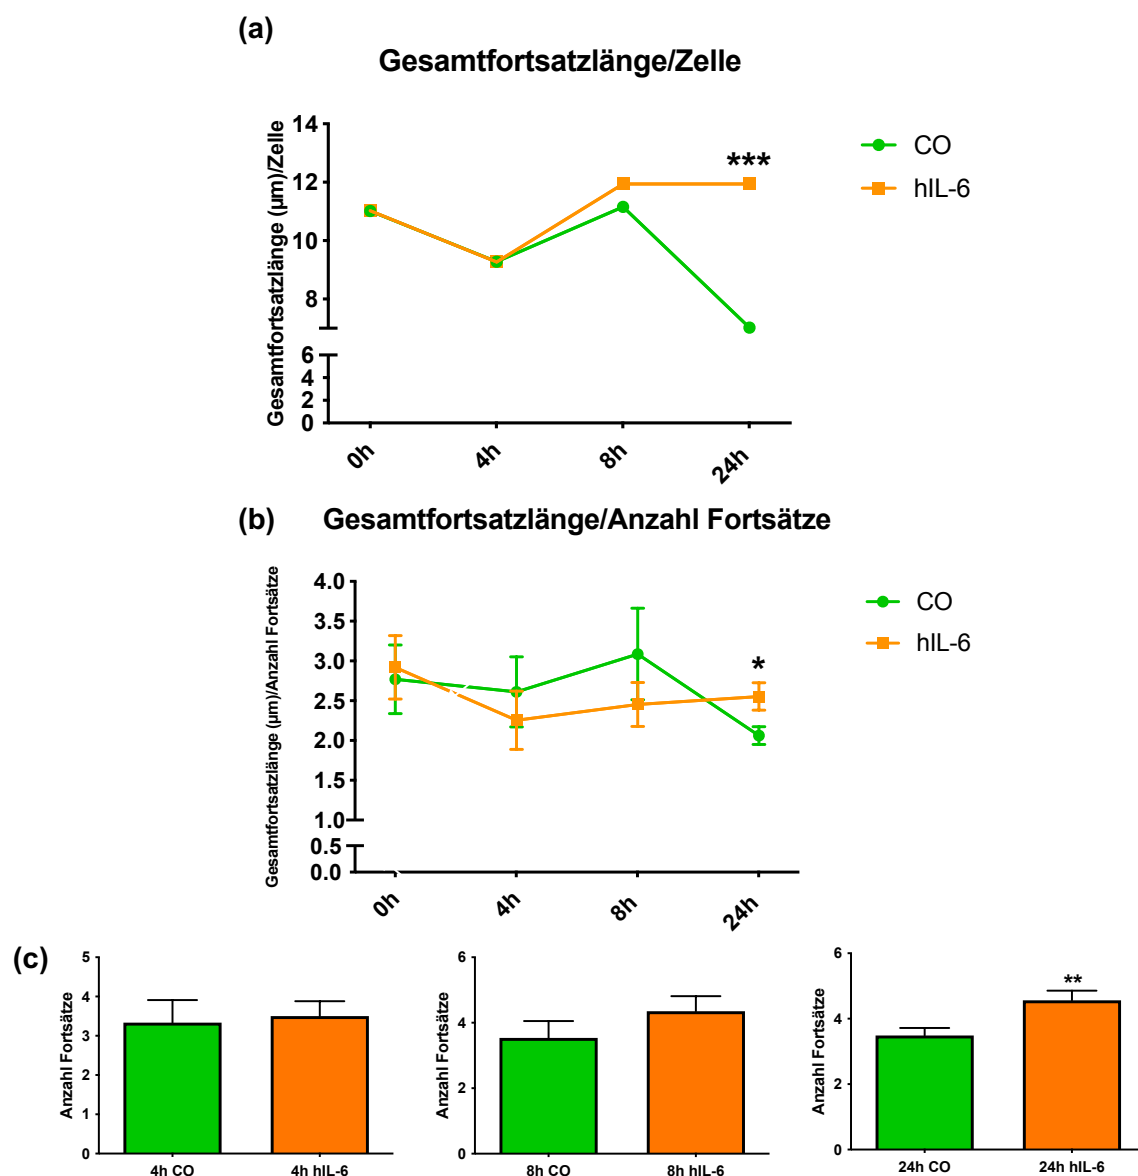 (a)
Gesamtfortsatzlänge/Zelle
Gesamtfortsatzlänge (µm)/Zelle
14
12
10
8
6
4
2
0
***
CO
hIL-6
0h
4h
8h
24h
(b)
Gesamtfortsatzlänge/Anzahl Fortsätze
Gesamtfortsatzlänge (µm)/Anzahl Fortsätze
4.0
3.5
3.0
2.5
2.0
1.5
1.0
0.5
0.0
*
CO
hIL-6
0h
4h
8h
24h
(c)
Anzahl Fortsätze
5
4
3
2
1
0
4h CO
4h hIL-6
Anzahl Fortsätze
6
4
2
0
8h CO
8h hIL-6
Anzahl Fortsätze
6
4
2
0
**
24h CO
24h hIL-6